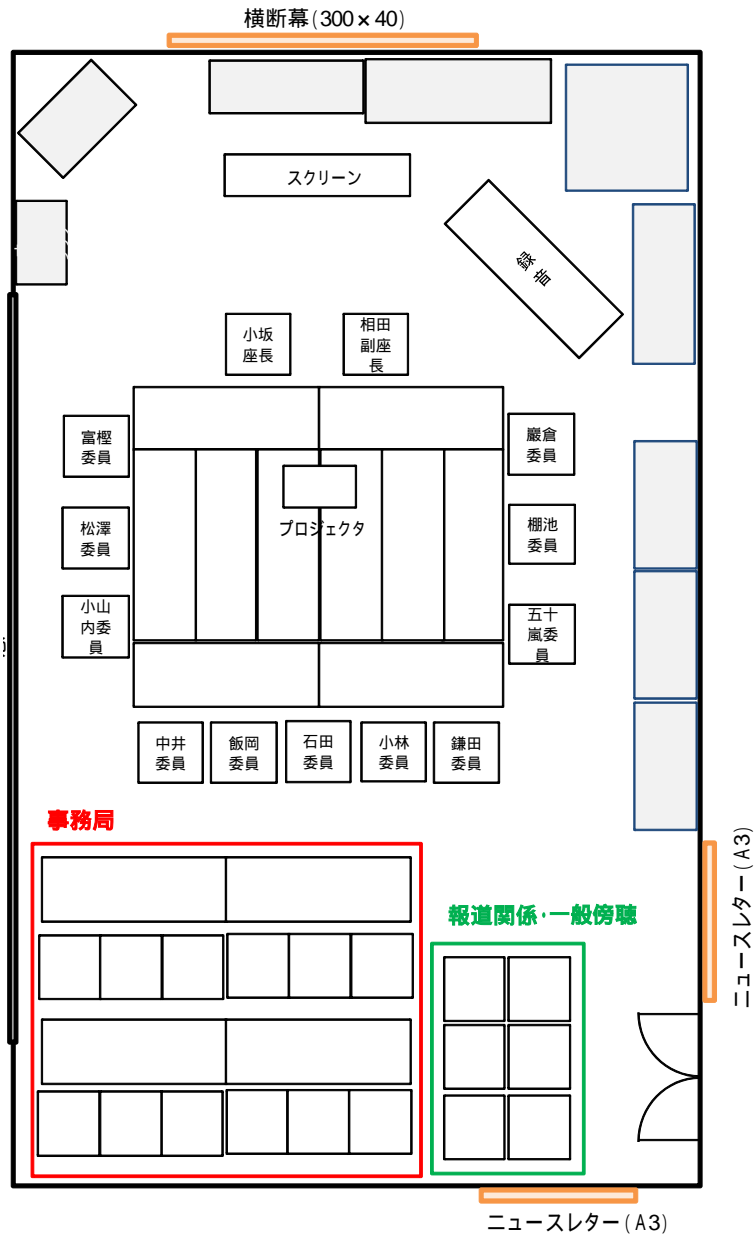 横断幕(300×40)
スクリーン
録
音
小坂
座長
相田
副座
長
富樫
委員
巖倉
委員
プロジェクタ
松澤
委員
棚池
委員
小山
内委
員
五十
嵐委
員
中井
委員
飯岡
委員
石田
委員
小林
委員
鎌田
委員
事務局
報道関係・一般傍聴
ニュースレター(A3)
ニュースレター(A3)